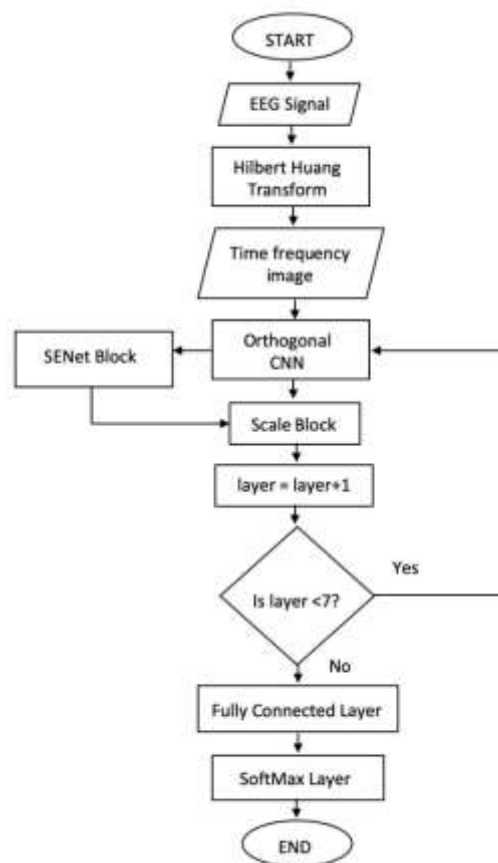 START
EEG Signal
Hilbert Huang
Transform
Time frequency
image
SENet Block
Orthogonal
CNN
Scale Block
layer = layer+1
Is layer <7?
Yes
No
Fully Connected Layer
SoftMax Layer
END